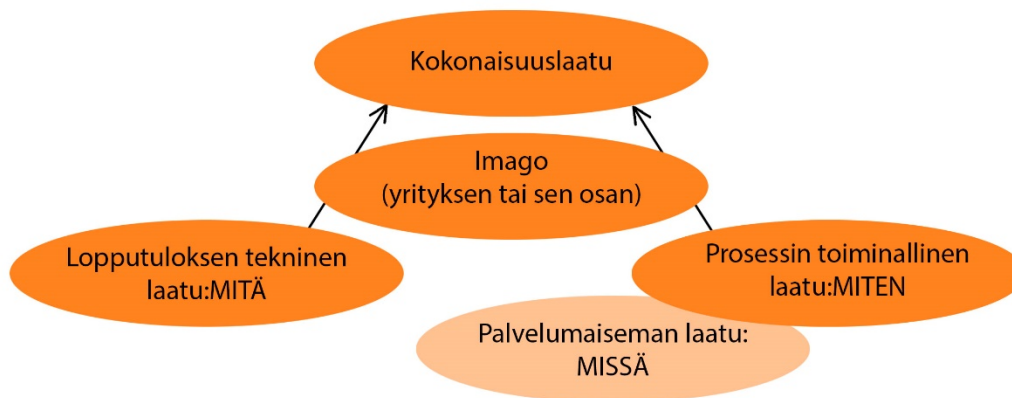 Kokonaisuuslaatu
Imago
(yrityksen tai sen osan)
Lopputuloksen tekninen
laatu:MITÄ
Prosessin toiminallinen
laatu:MITEN
Palvelumaiseman laatu:
MISSÄ